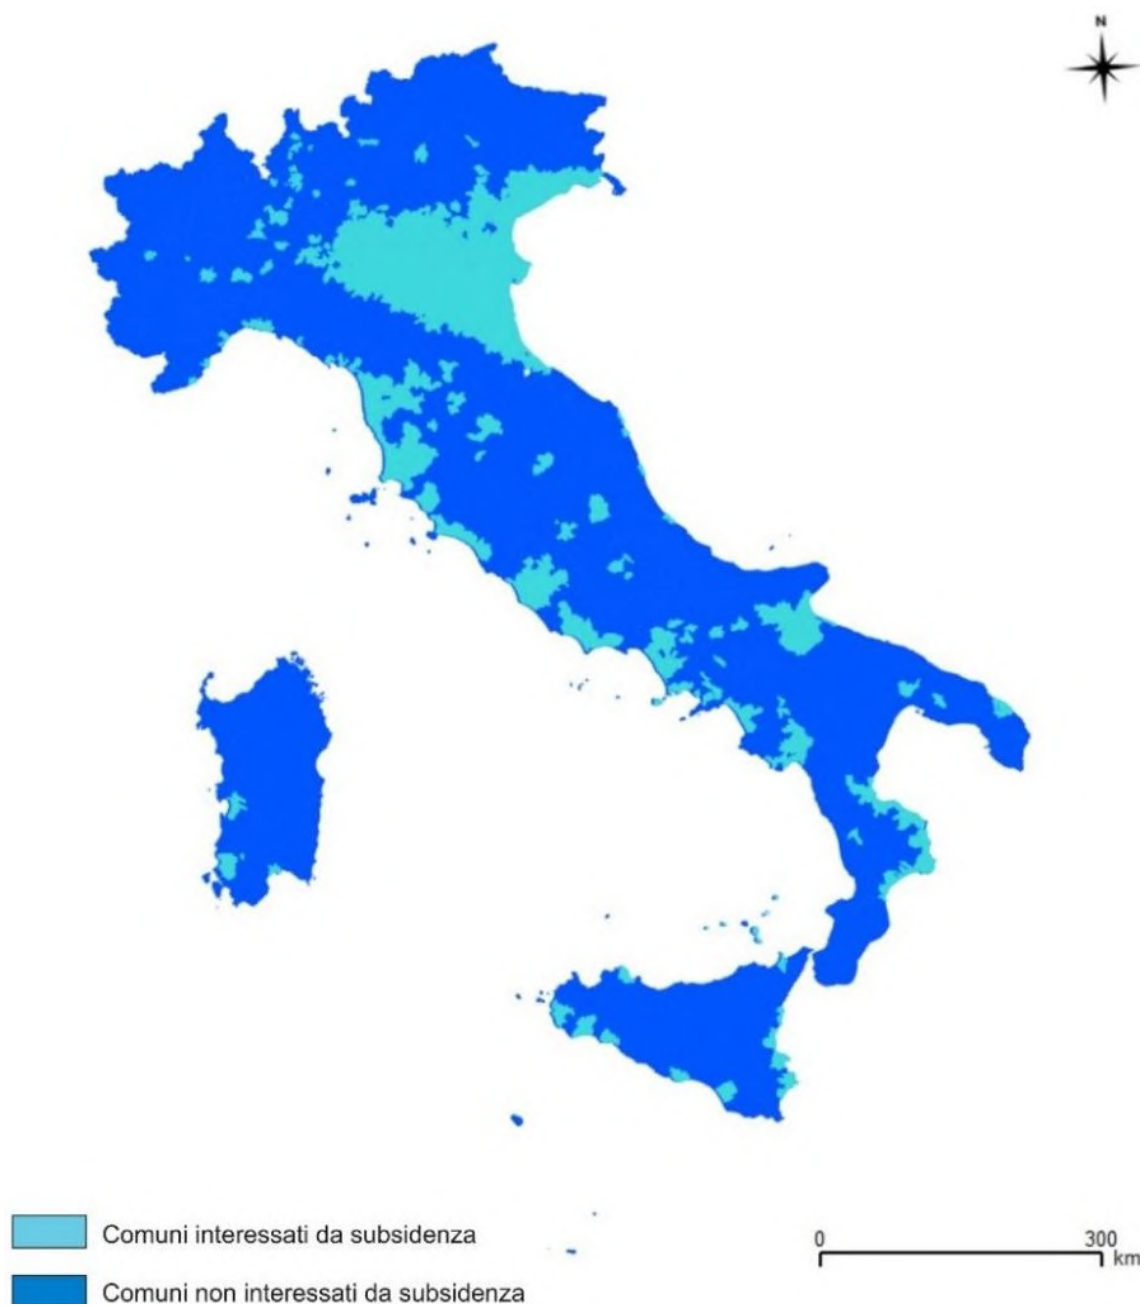 N
Comuni interessati da subsidenza
0 300
km
Comuni non interessati da subsidenza